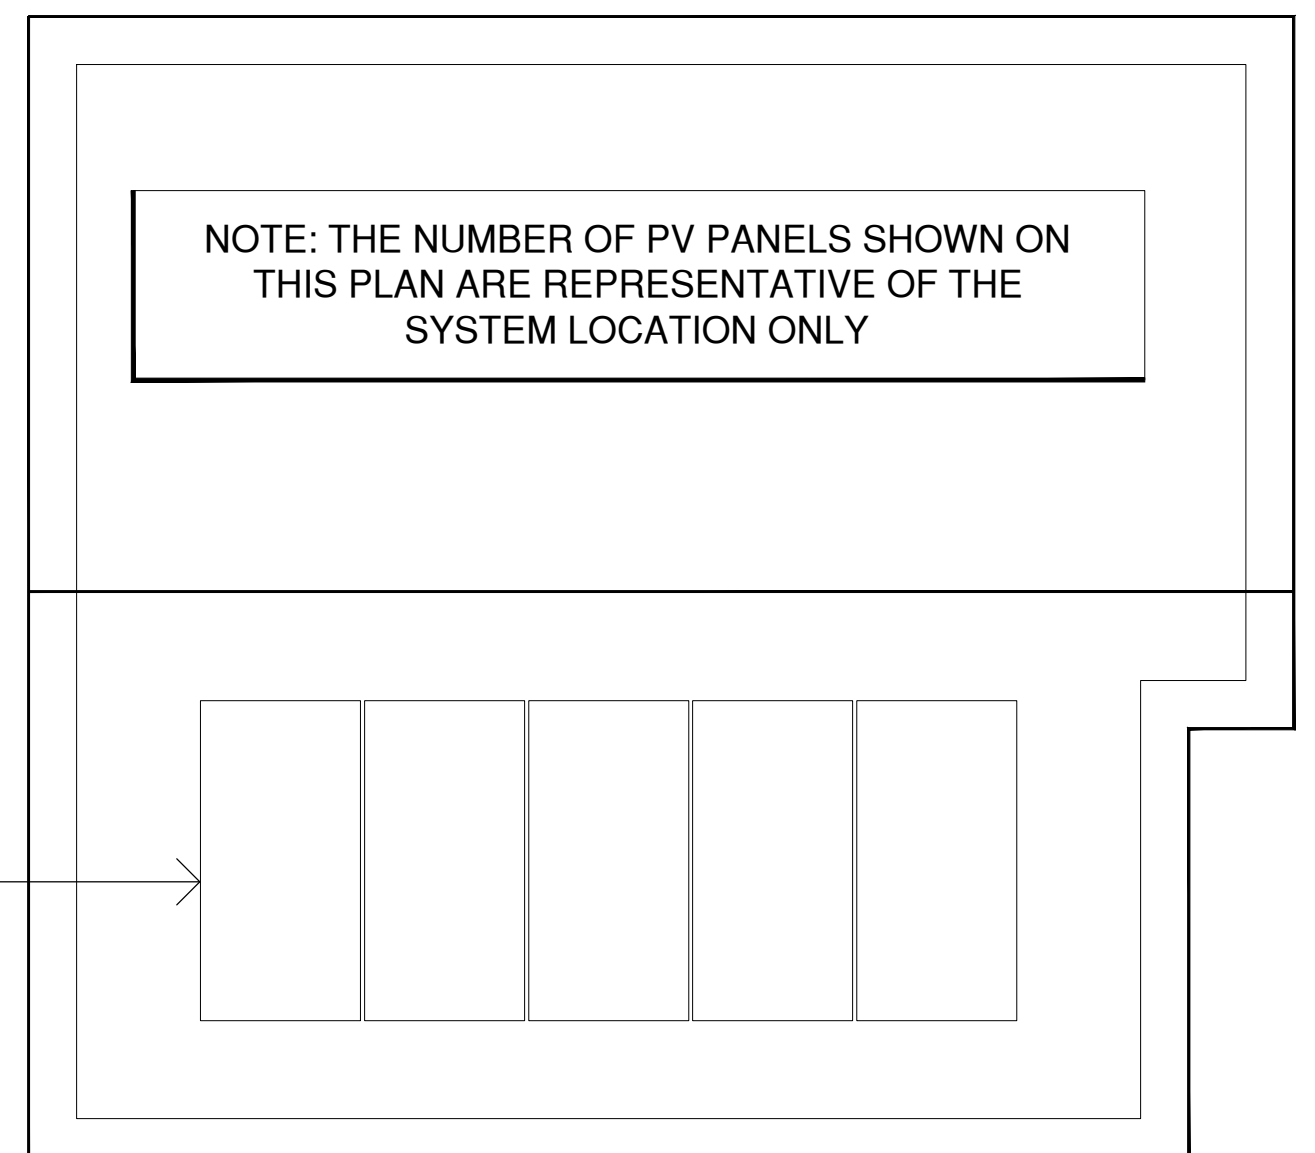 NOTE: THE NUMBER OF PV PANELS SHOWN ON
THIS PLAN ARE REPRESENTATIVE OF THE
SYSTEM LOCATION ONLY